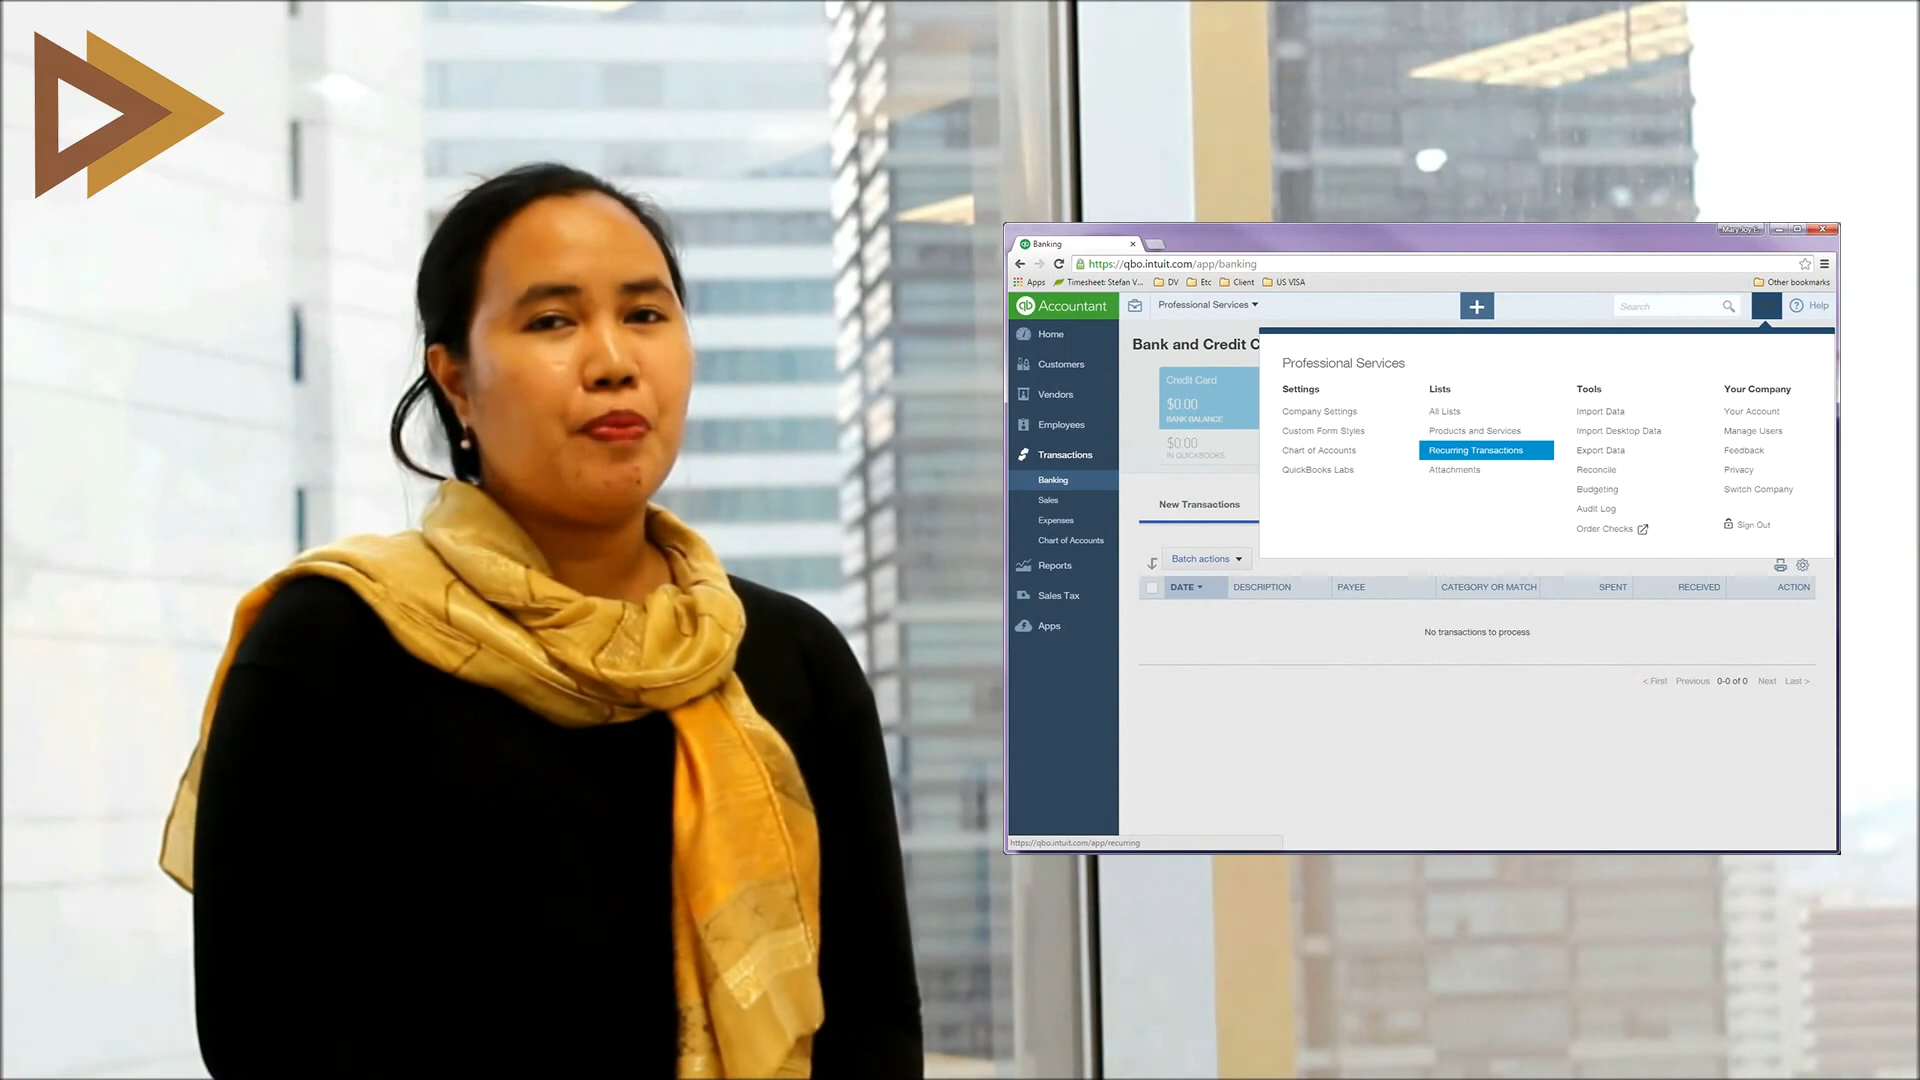 Mary Joy E.
Banking
https://qbo.intuit.com/app/banking
Apps Timesheet: Stefan V... DV Etc Client US VISA Other bookmarks
qb Accountant Professional Services Search Help
Home
Customers
Vendors
Employees
Transactions
Banking
Sales
Expenses
Chart of Accounts
Reports
Sales Tax
Apps
Bank and Credit C
Credit Card
$0.00
BANK BALANCE
$0.00
IN QUICKBOOKS
New Transactions
Professional Services
Settings
Company Settings
Custom Form Styles
Chart of Accounts
QuickBooks Labs
Lists
All Lists
Products and Services
Recurring Transactions
Attachments
Tools
Import Data
Import Desktop Data
Export Data
Reconcile
Budgeting
Audit Log
Order Checks
Your Company
Your Account
Manage Users
Feedback
Privacy
Switch Company
Sign Out
Batch actions
DATE DESCRIPTION PAYEE CATEGORY OR MATCH SPENT RECEIVED ACTION
No transactions to process
< First Previous 0-0 of 0 Next Last >
https://qbo.intuit.com/app/recurring